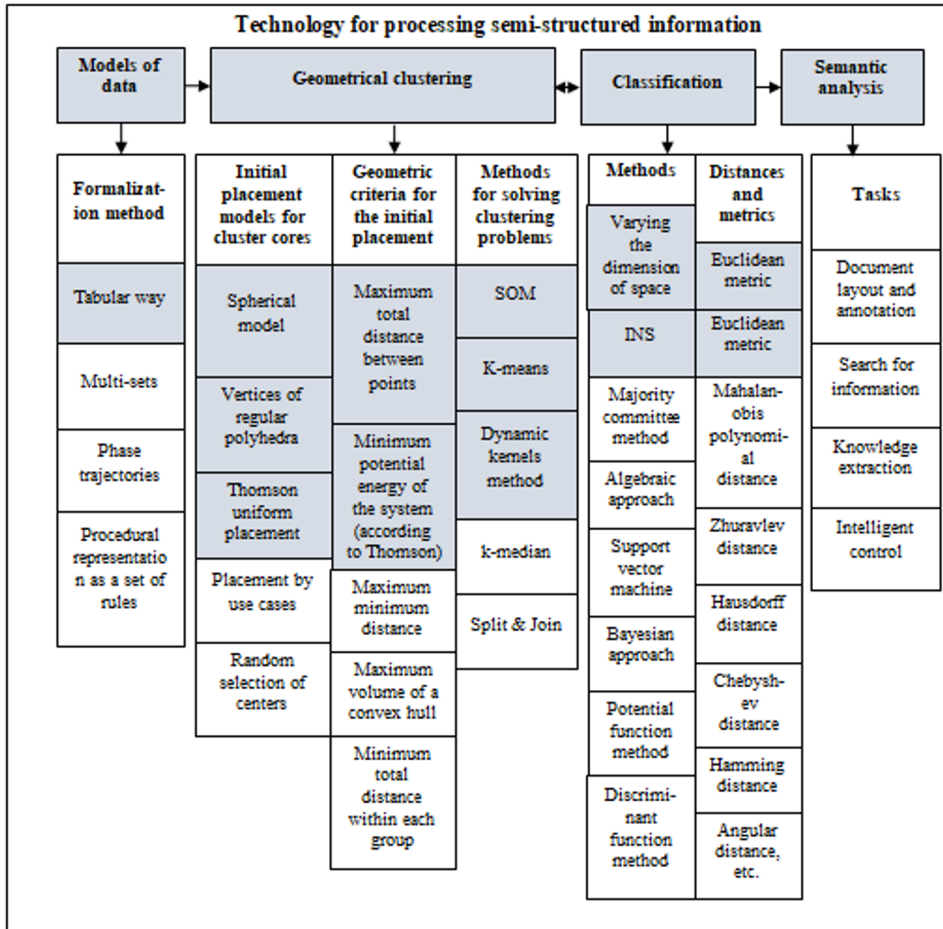 Technology for processing semi-structured information
Models of
data
Geometrical clustering
Classification
Semantic
analysis
Formalizat-
ion method
Tabular way
Multi-sets
Phase
trajectories
Procedural
representatio
n as a set of
rules
Initial
placement
models for
cluster cores
Spherical
model
Vertices of
regular
polyhedra
Thomson
uniform
placement
Placement by
use cases
Random
selection of
centers
Geometric
criteria for
the initial
placement
Maximum
total
distance
between
points
Minimum
potential
energy of
the system
(according
to Thomson)
Maximum
minimum
distance
Maximum
volume of a
convex hull
Minimum
total
distance
within each
group
Methods
for solving
clustering
problems
SOM
K-means
Dynamic
kernels
method
k-median
Split & Join
Methods
Varying
the
dimension
of space
INS
Majority
committee
method
Algebraic
approach
Support
vector
machine
Bayesian
approach
Potential
function
method
Discrimi-
nant
function
method
Distances
and
metrics
Euclidean
metric
Euclidean
metric
Mahalan-
obis
polynomi-
al
distance
Zhuravlev
distance
Hausdorff
distance
Chebysh-
ev
distance
Hamming
distance
Angular
distance,
etc.
Tasks
Document
layout and
annotation
Search for
information
Knowledge
extraction
Intelligent
control